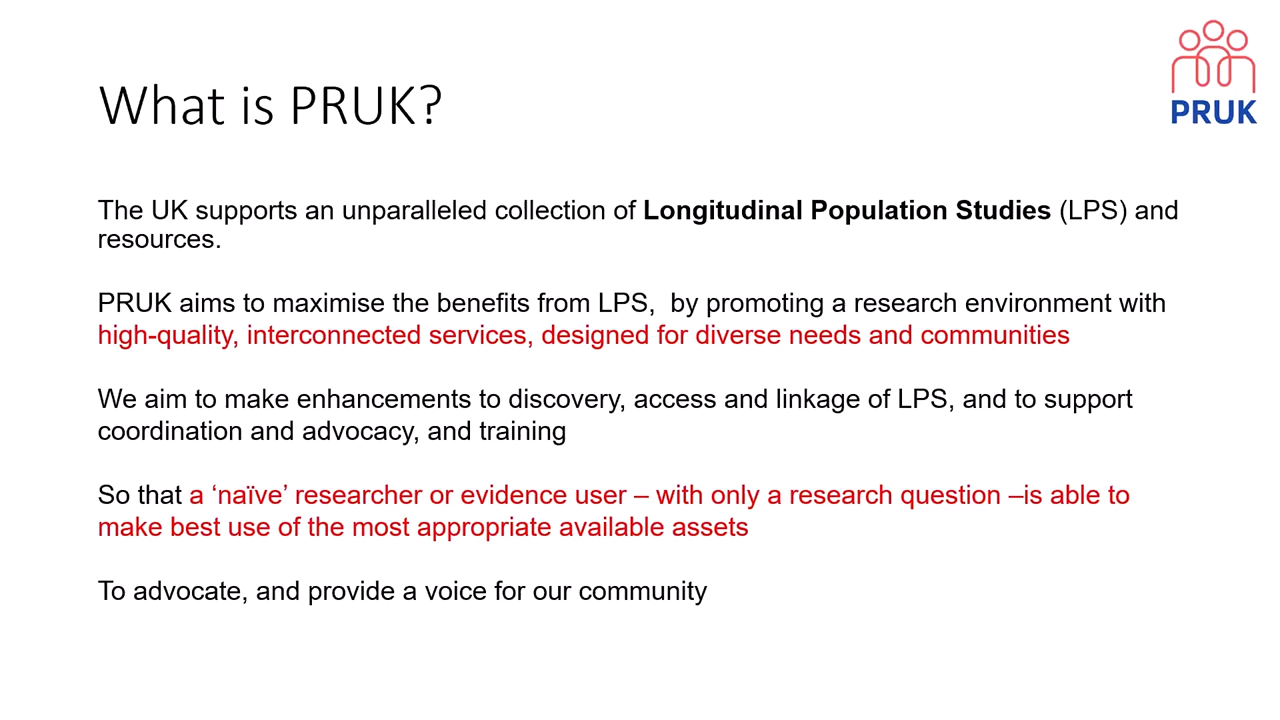 What is PRUK?
PRUK
The UK supports an unparalleled collection of Longitudinal Population Studies (LPS) and
resources.
PRUK aims to maximise the benefits from LPS,  by promoting a research environment with
high-quality, interconnected services, designed for diverse needs and communities
We aim to make enhancements to discovery, access and linkage of LPS, and to support
coordination and advocacy, and training
So that a ‘naïve’ researcher or evidence user – with only a research question –is able to
make best use of the most appropriate available assets
To advocate, and provide a voice for our community